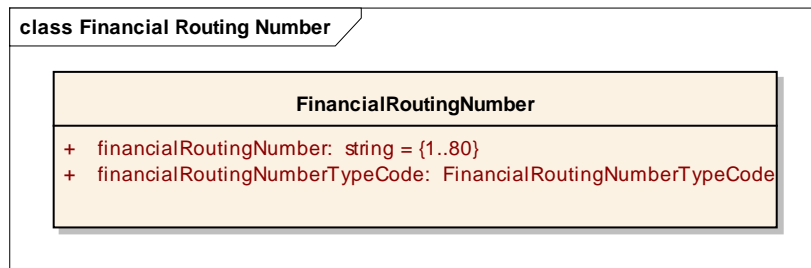 class Financial Routing Number
FinancialRoutingNumber
+ financialRoutingNumber: string = {1..80}
+ financialRoutingNumberTypeCode: FinancialRoutingNumberTypeCode